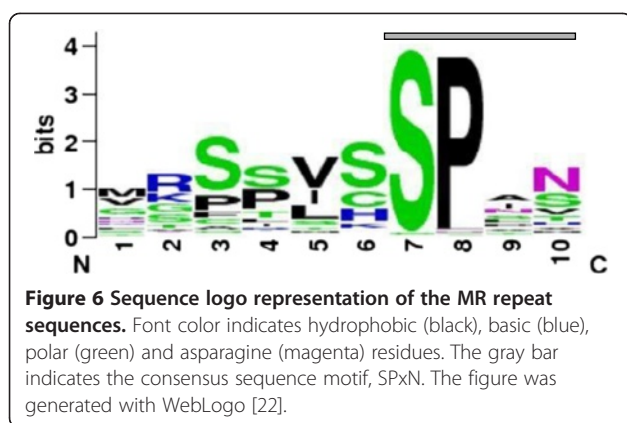 4
3
2
1
0
bits
M R S S V S S P A N
V K P P I C S
G L H V
1 2 3 4 5 6 7 8 9 10
N C
Figure 6 Sequence logo representation of the MR repeat
sequences. Font color indicates hydrophobic (black), basic (blue),
polar (green) and asparagine (magenta) residues. The gray bar
indicates the consensus sequence motif, SPxN. The figure was
generated with WebLogo [22].